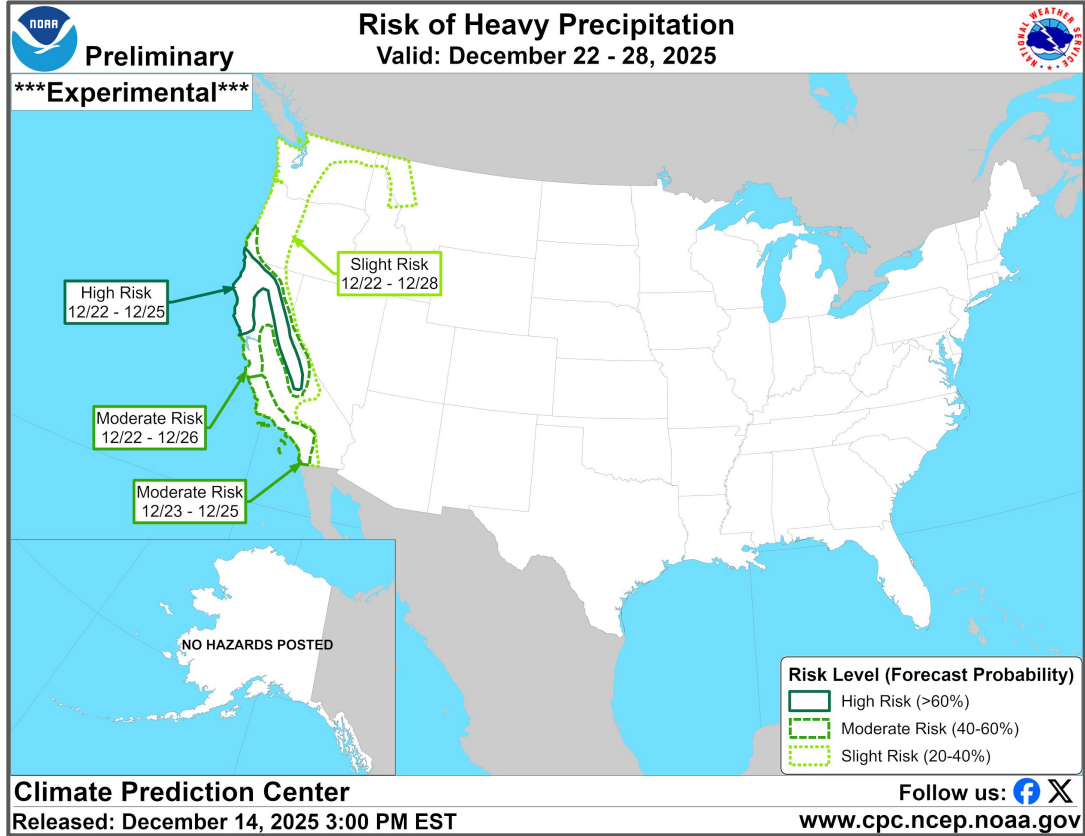 NOAA
Preliminary
Risk of Heavy Precipitation
Valid: December 22 - 28, 2025
NATIONAL WEATHER SERVICE
***Experimental***
Slight Risk
12/22 - 12/28
High Risk
12/22 - 12/25
Moderate Risk
12/22 - 12/26
Moderate Risk
12/23 - 12/25
NO HAZARDS POSTED
Risk Level (Forecast Probability)
High Risk (>60%)
Moderate Risk (40-60%)
Slight Risk (20-40%)
Climate Prediction Center
Follow us:
Released: December 14, 2025 3:00 PM EST
www.cpc.ncep.noaa.gov